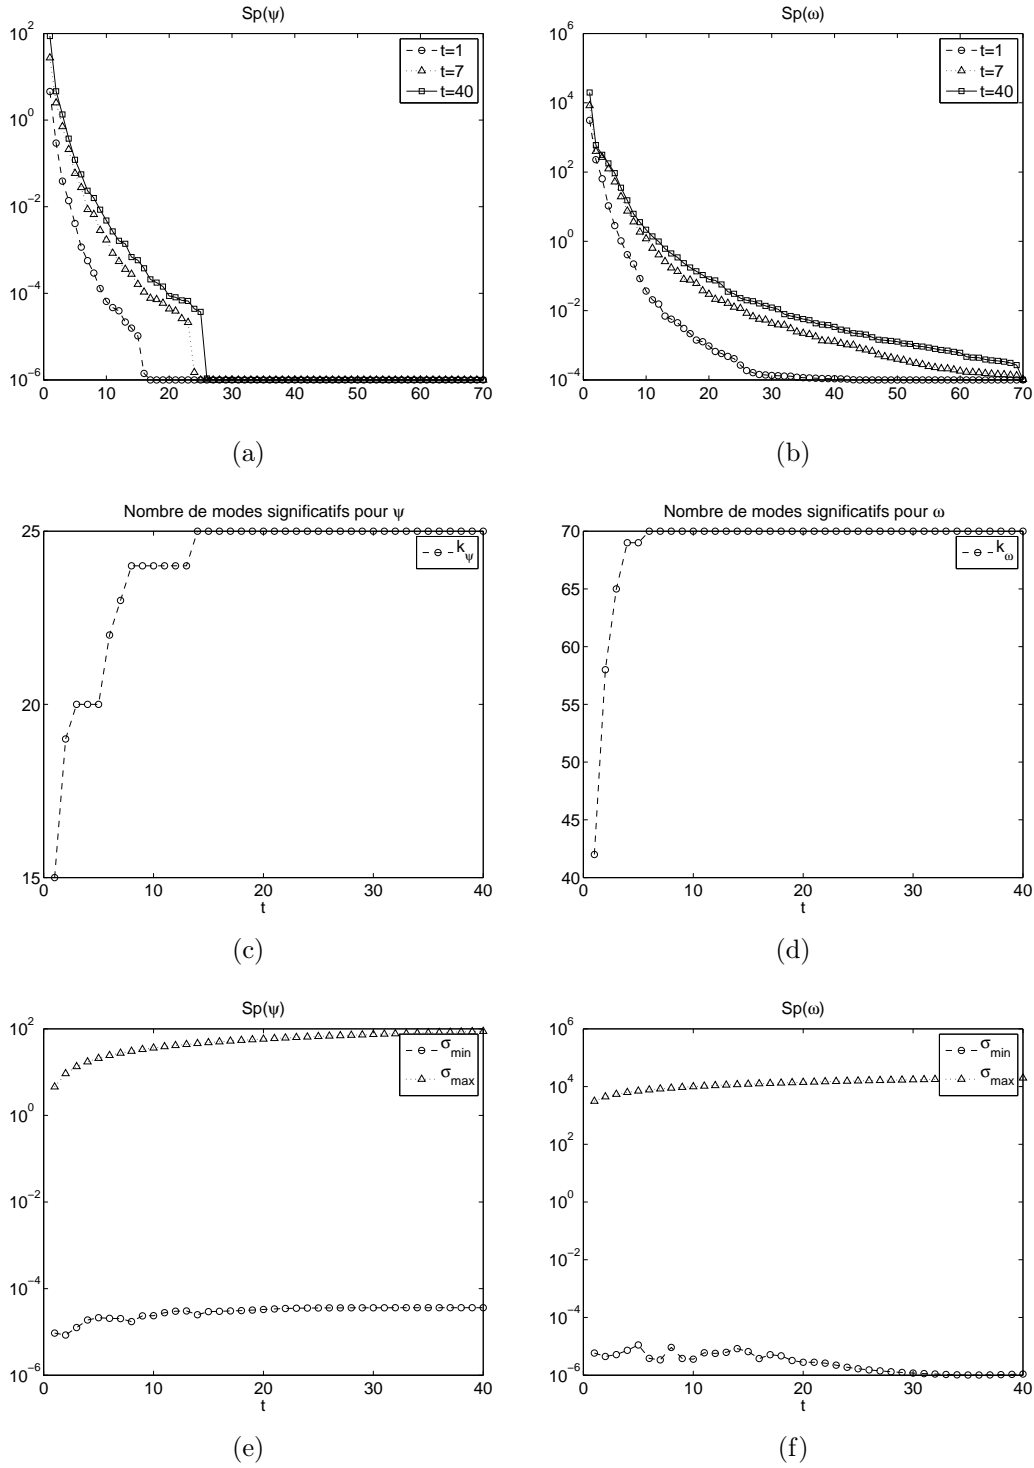 Sp(ψ)
10^2
10^0
10^−2
10^−4
10^−6
0 10 20 30 40 50 60 70
t=1
t=7
t=40
(a)
Sp(ω)
10^6
10^4
10^2
10^0
10^−2
10^−4
0 10 20 30 40 50 60 70
t=1
t=7
t=40
(b)
Nombre de modes significatifs pour ψ
25
20
15
0 10 20 30 40
t
k_ψ
(c)
Nombre de modes significatifs pour ω
70
65
60
55
50
45
40
0 10 20 30 40
t
k_ω
(d)
Sp(ψ)
10^2
10^0
10^−2
10^−4
10^−6
0 10 20 30 40
t
σ_min
σ_max
(e)
Sp(ω)
10^6
10^4
10^2
10^0
10^−2
10^−4
10^−6
0 10 20 30 40
t
σ_min
σ_max
(f)